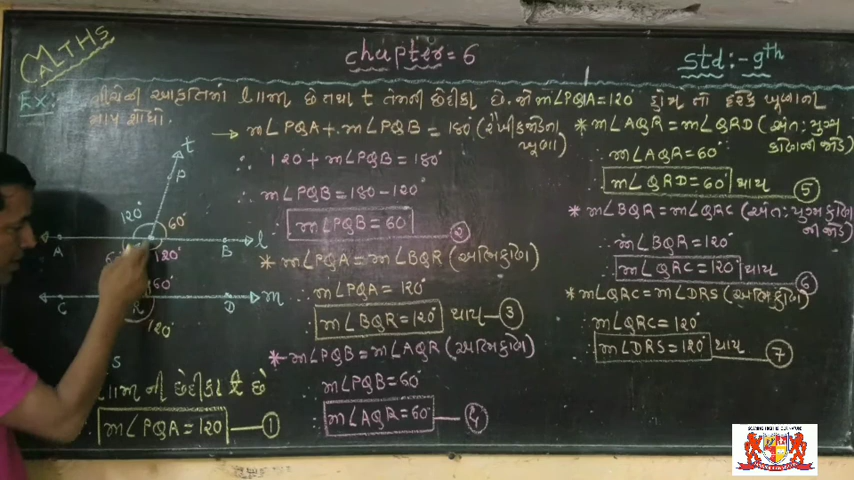 MATHS
chapter = 6
std :- 9th
Ex:- નીચેની આકૃતિમાં l॥m છે તથા t તેમની છેદિકા છે. જો m∠PQA=120 હોય તો દરેક ખૂણાનાં
માપ શોધો.
t
P
120°
60°
A
B
l
120°
60°
C
D
m
120°
S
l॥m ની છેદિકા t છે
m∠PQA = 120 ①
→ m∠PQA + m∠PQB = 180° (રૈખીક જોડના
ખૂણા)
∴ 120 + m∠PQB = 180°
∴ m∠PQB = 180 - 120°
m∠PQB = 60° ②
* m∠PQA = m∠BQR (અભિકોણ)
∴ m∠PQA = 120°
∴ m∠BQR = 120° થાય ③
* m∠PQB = m∠AQR (અભિકોણ)
∴ m∠PQB = 60°
∴ m∠AQR = 60° ૪
* m∠AQR = m∠QRD (અંત: યુગ્મ
કોણની જોડ)
∴ m∠AQR = 60°
∴ m∠QRD = 60° થાય ⑤
* m∠BQR = m∠QRC (અંત: યુગ્મકોણ
ની જોડ)
∴ m∠BQR = 120°
∴ m∠QRC = 120 થાય ⑥
* m∠QRC = m∠DRS (અભિકોણ)
∴ m∠QRC = 120°
∴ m∠DRS = 120° થાય ⑦